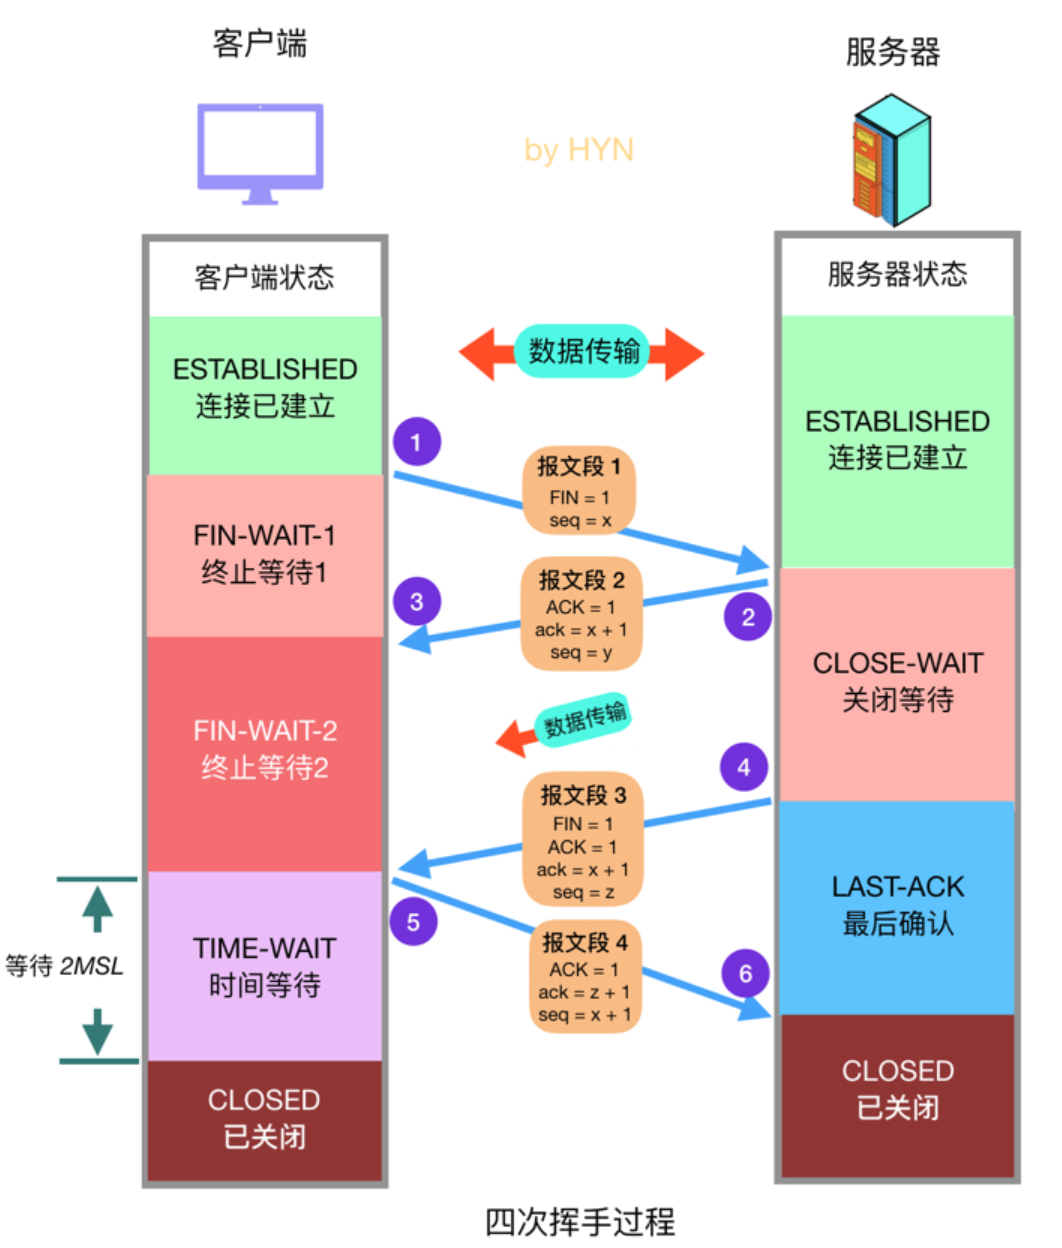 客户端
服务器
by HYN
客户端状态
服务器状态
ESTABLISHED
连接已建立
数据传输
ESTABLISHED
连接已建立
1
报文段 1
FIN = 1
seq = x
FIN-WAIT-1
终止等待1
报文段 2
ACK = 1
ack = x + 1
seq = y
3
2
CLOSE-WAIT
关闭等待
FIN-WAIT-2
终止等待2
数据传输
4
报文段 3
FIN = 1
ACK = 1
ack = x + 1
seq = z
LAST-ACK
最后确认
5
等待 2MSL
TIME-WAIT
时间等待
报文段 4
ACK = 1
ack = z + 1
seq = x + 1
6
CLOSED
已关闭
CLOSED
已关闭
四次挥手过程